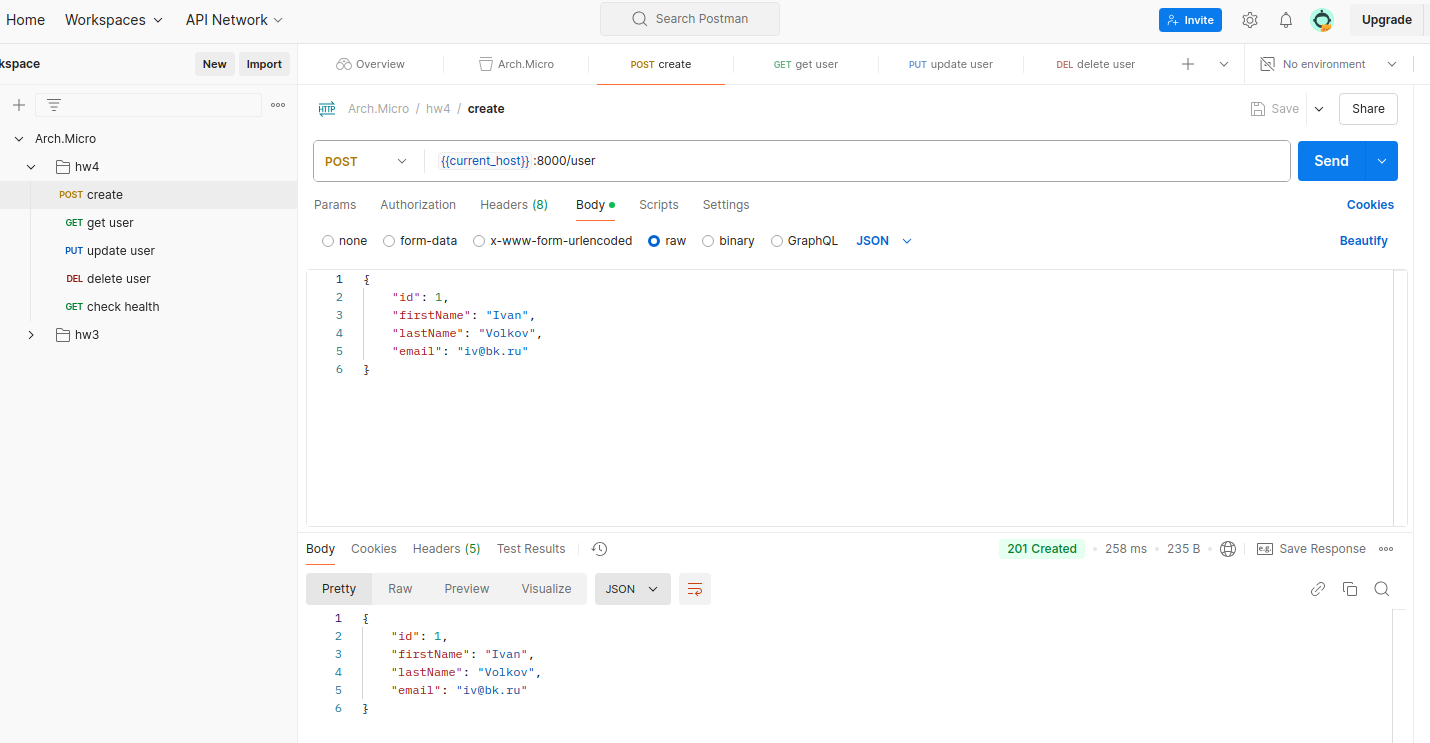 Home Workspaces API Network Search Postman Invite Upgrade
kspace New Import Overview Arch.Micro POST create GET get user PUT update user DEL delete user No environment
Arch.Micro / hw4 / create Save Share
Arch.Micro
hw4
POST create
GET get user
PUT update user
DEL delete user
GET check health
hw3
POST {{current_host}} :8000/user Send
Params Authorization Headers (8) Body Scripts Settings Cookies
none form-data x-www-form-urlencoded raw binary GraphQL JSON Beautify
1 {
2 "id": 1,
3 "firstName": "Ivan",
4 "lastName": "Volkov",
5 "email": "iv@bk.ru"
6 }
Body Cookies Headers (5) Test Results 201 Created 258 ms 235 B e.g. Save Response
Pretty Raw Preview Visualize JSON
1 {
2 "id": 1,
3 "firstName": "Ivan",
4 "lastName": "Volkov",
5 "email": "iv@bk.ru"
6 }